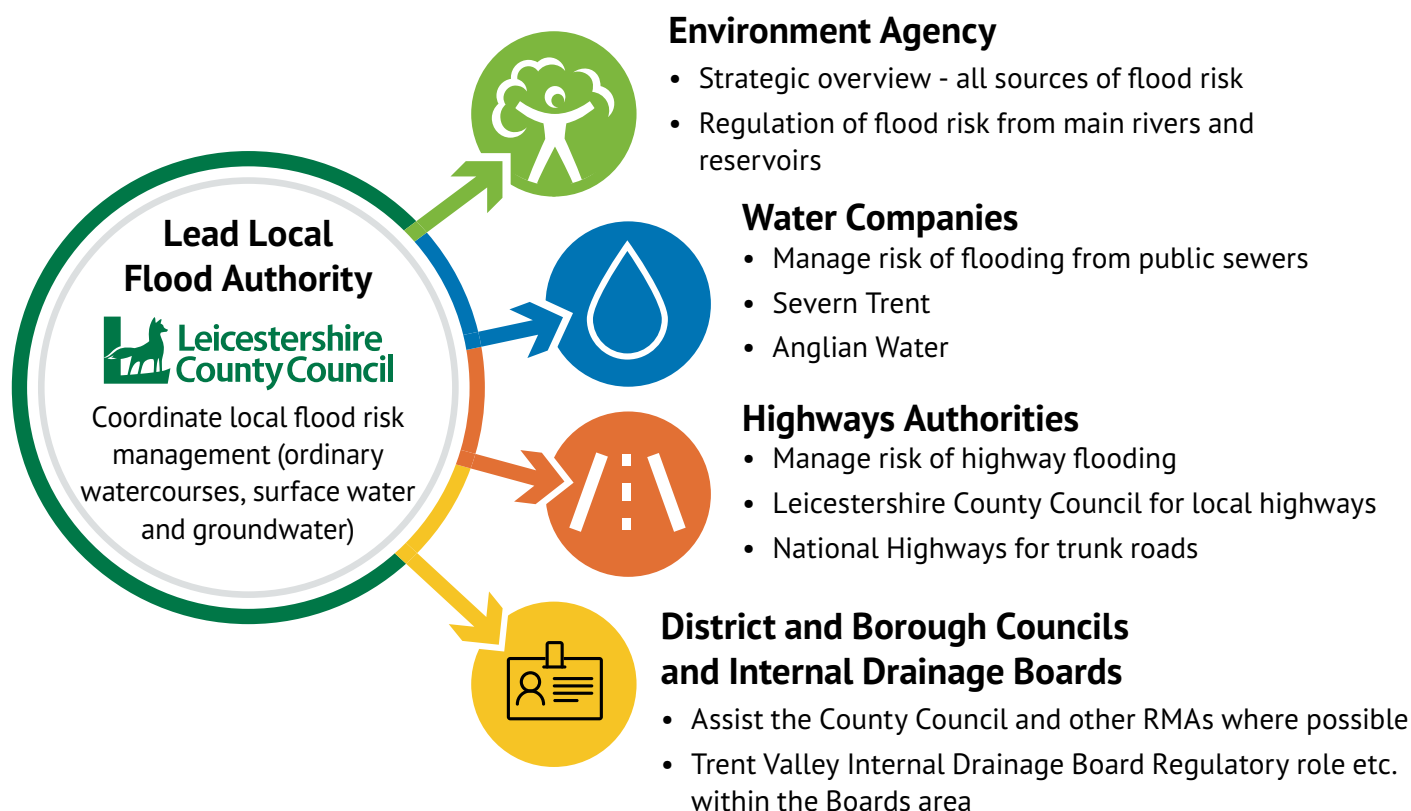 Lead Local
Flood Authority
Leicestershire
County Council
Coordinate local flood risk
management (ordinary
watercourses, surface water
and groundwater)
Environment Agency
• Strategic overview - all sources of flood risk
• Regulation of flood risk from main rivers and
reservoirs
Water Companies
• Manage risk of flooding from public sewers
• Severn Trent
• Anglian Water
Highways Authorities
• Manage risk of highway flooding
• Leicestershire County Council for local highways
• National Highways for trunk roads
District and Borough Councils
and Internal Drainage Boards
• Assist the County Council and other RMAs where possible
• Trent Valley Internal Drainage Board Regulatory role etc.
within the Boards area